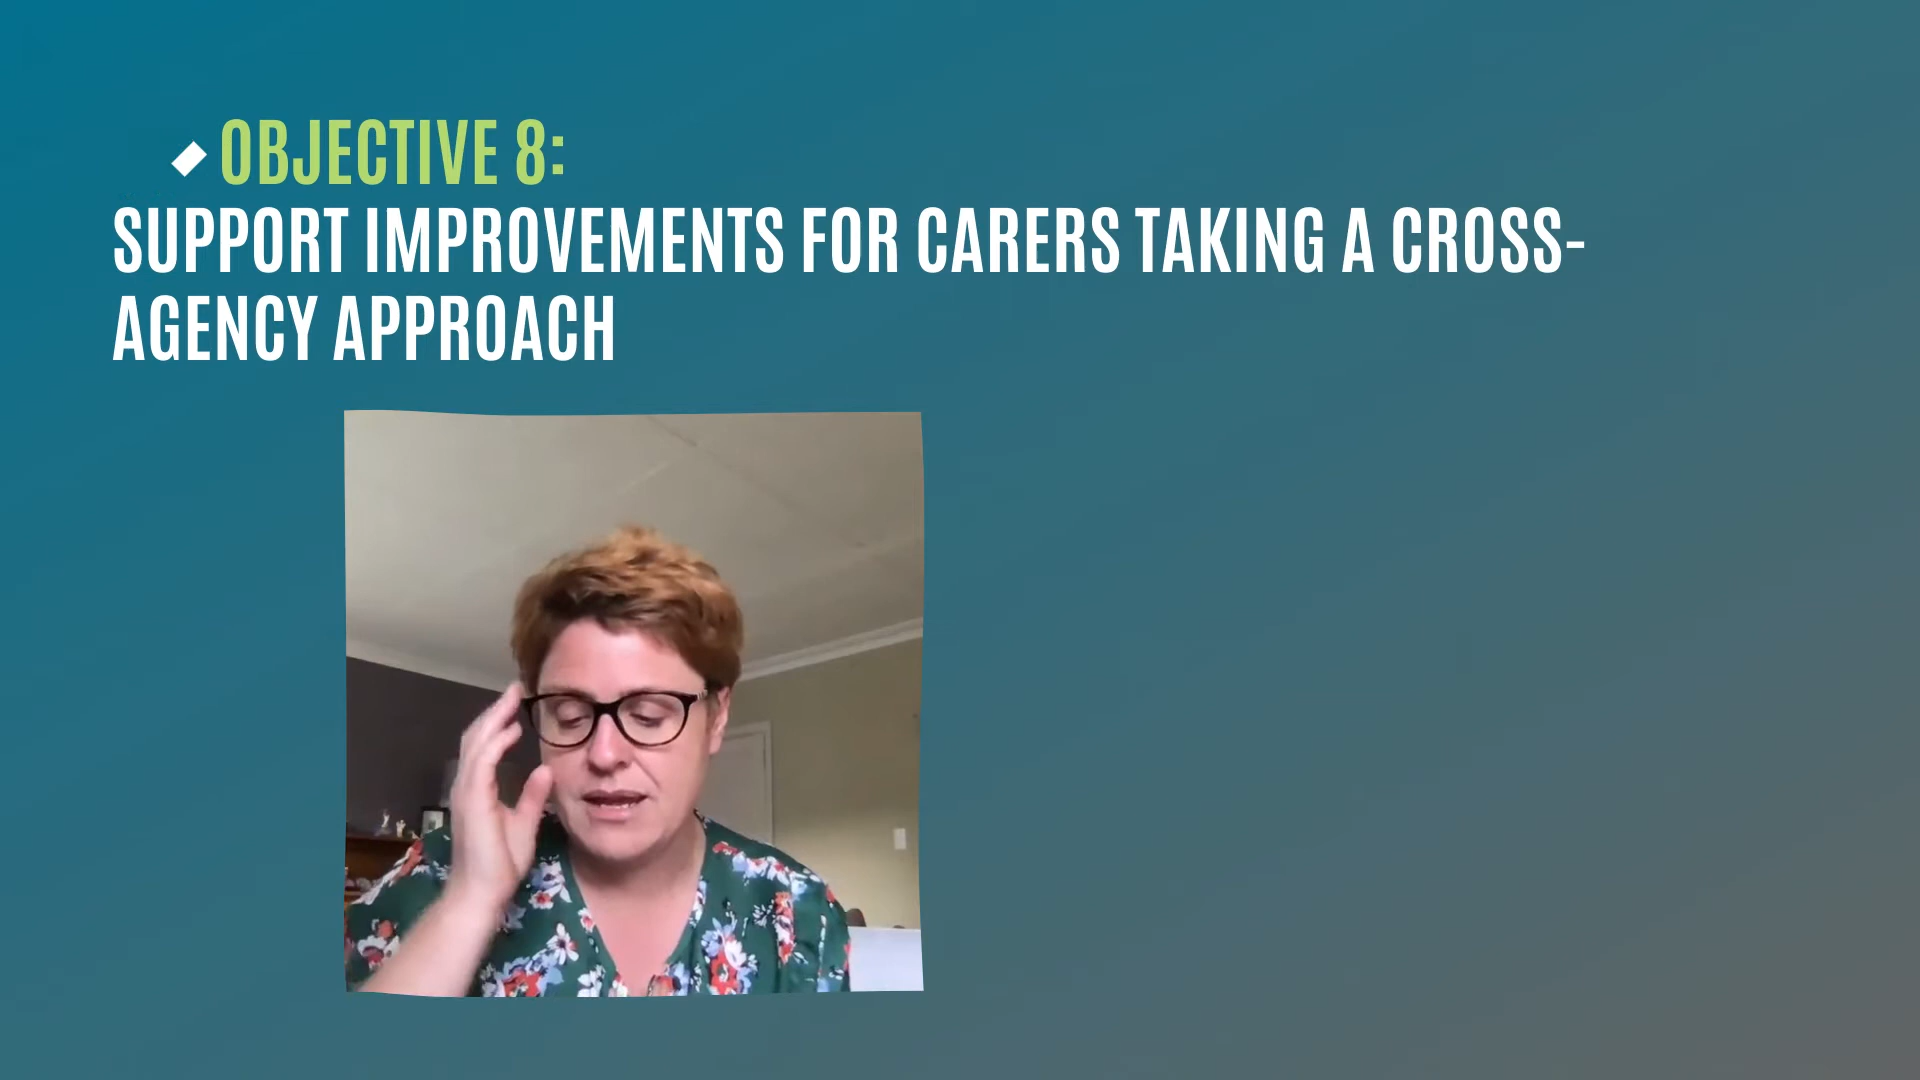 OBJECTIVE 8:
SUPPORT IMPROVEMENTS FOR CARERS TAKING A CROSS-
AGENCY APPROACH